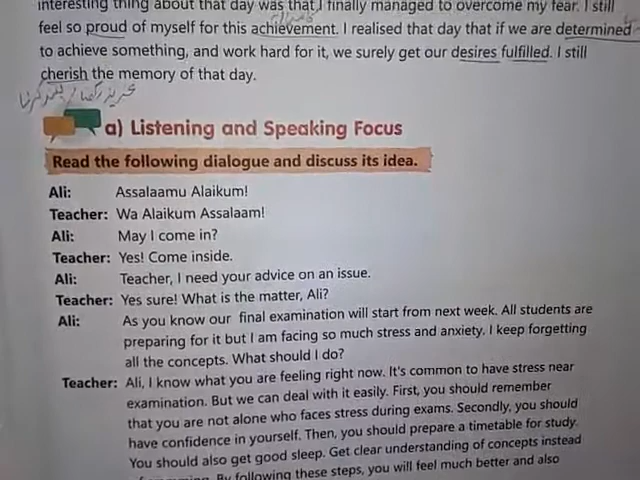 interesting thing about that day was that I finally managed to overcome my fear. I still
feel so proud of myself for this achievement. I realised that day that if we are determined
to achieve something, and work hard for it, we surely get our desires fulfilled. I still
cherish the memory of that day.
a) Listening and Speaking Focus
Read the following dialogue and discuss its idea.
Ali: Assalaamu Alaikum!
Teacher: Wa Alaikum Assalaam!
Ali: May I come in?
Teacher: Yes! Come inside.
Ali: Teacher, I need your advice on an issue.
Teacher: Yes sure! What is the matter, Ali?
Ali: As you know our final examination will start from next week. All students are
preparing for it but I am facing so much stress and anxiety. I keep forgetting
all the concepts. What should I do?
Teacher: Ali, I know what you are feeling right now. It's common to have stress near
examination. But we can deal with it easily. First, you should remember
that you are not alone who faces stress during exams. Secondly, you should
have confidence in yourself. Then, you should prepare a timetable for study.
You should also get good sleep. Get clear understanding of concepts instead
By following these steps, you will feel much better and also